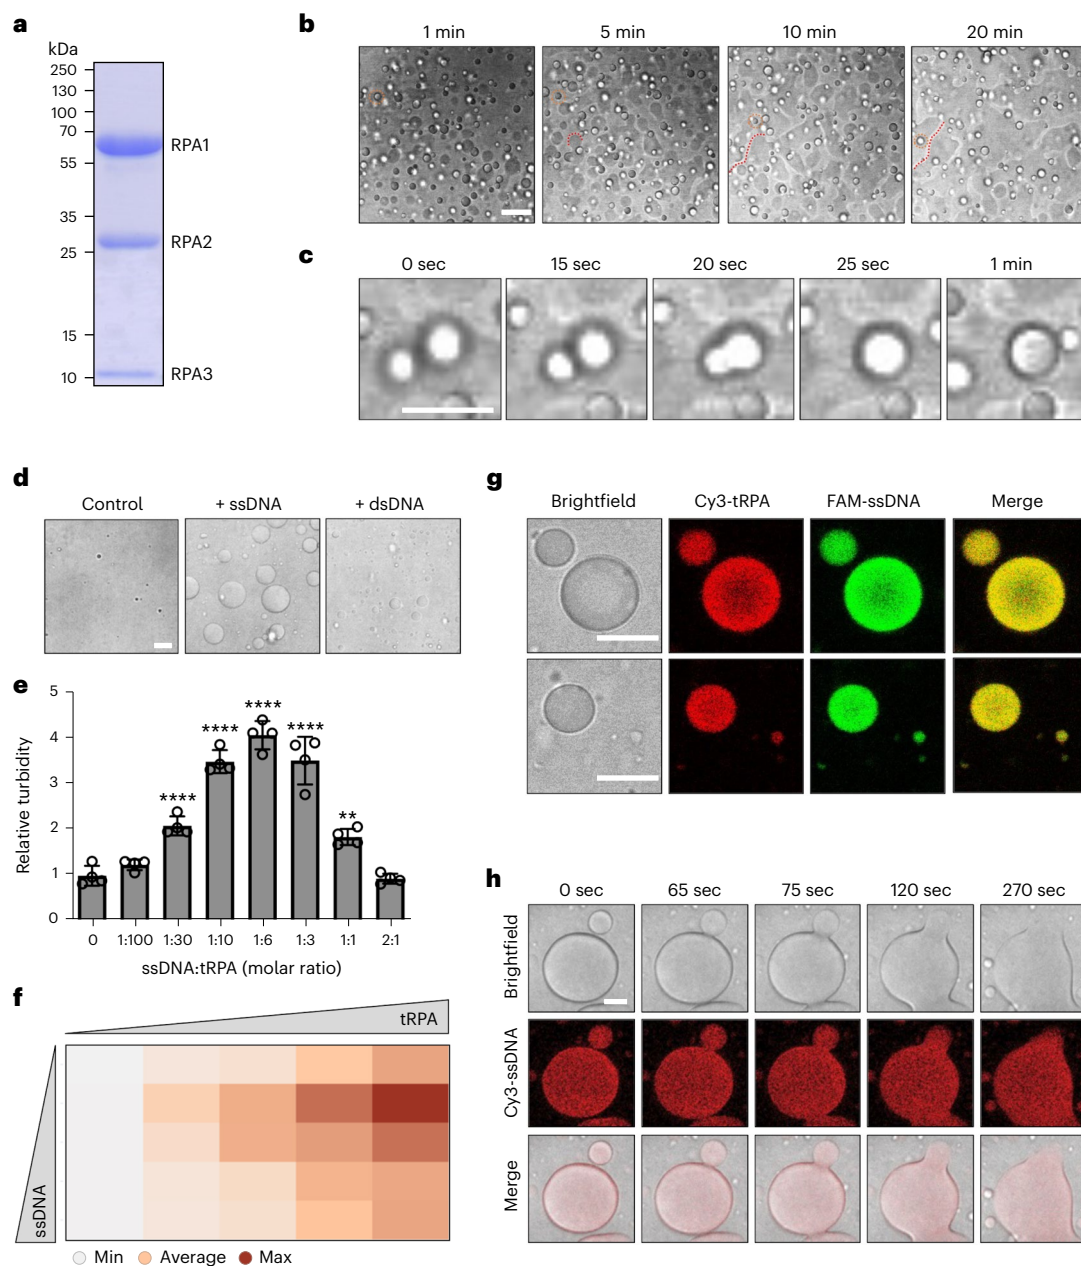 a
kDa
250
130
100
70
55
35
25
15
10
RPA1
RPA2
RPA3
b
1 min 5 min 10 min 20 min
c
0 sec 15 sec 20 sec 25 sec 1 min
d
Control + ssDNA + dsDNA
e
Relative turbidity
5
4
3
2
1
0
**** **** **** **** **
0 1:100 1:30 1:10 1:6 1:3 1:1 2:1
ssDNA:tRPA (molar ratio)
f
tRPA
ssDNA
Min Average Max
g
Brightfield Cy3-tRPA FAM-ssDNA Merge
h
0 sec 65 sec 75 sec 120 sec 270 sec
Brightfield
Cy3-ssDNA
Merge